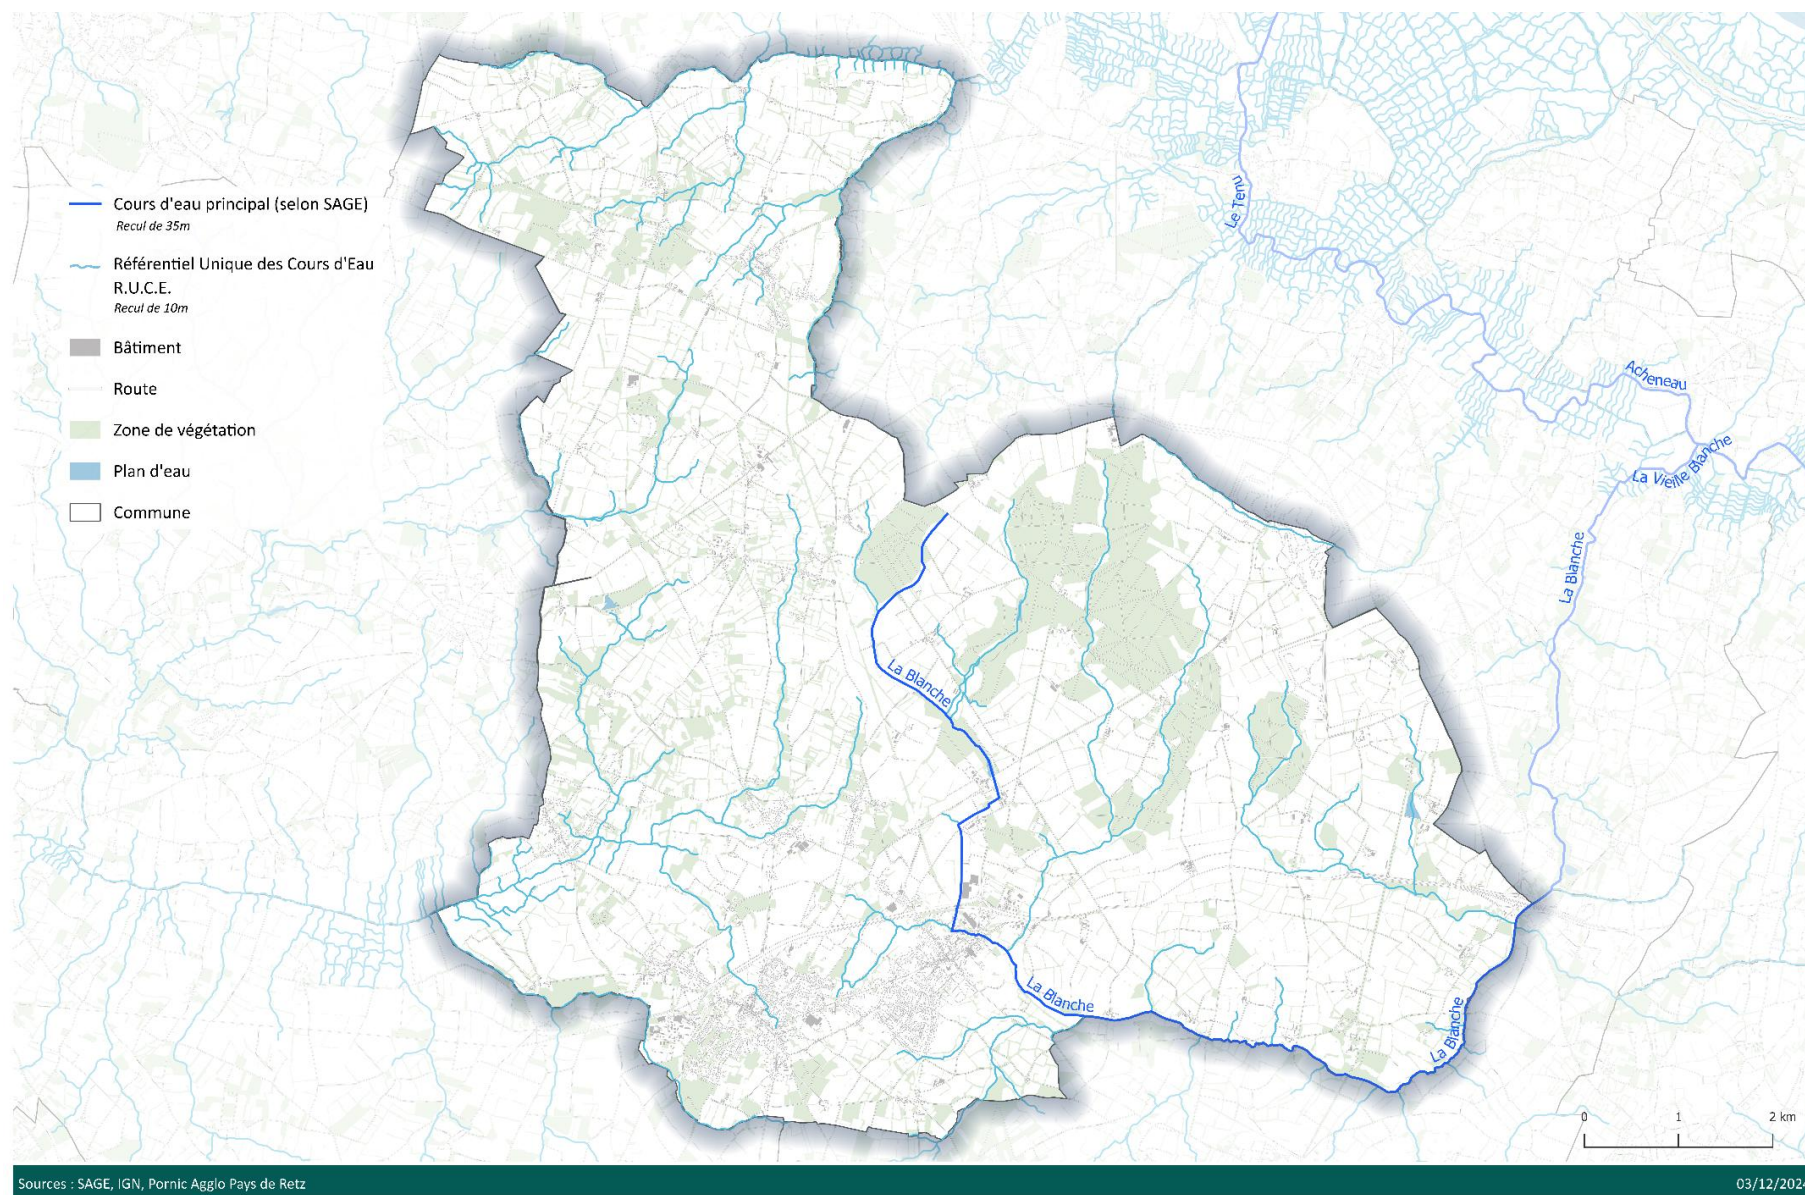 Cours d'eau principal (selon SAGE)
Recul de 35m
Référentiel Unique des Cours d'Eau
R.U.C.E.
Recul de 10m
Bâtiment
Route
Zone de végétation
Plan d'eau
Commune
Le Tenu
Acheneau
La Vieille Blanche
La Blanche
La Blanche
La Blanche
La Blanche
0 1 2 km
Sources : SAGE, IGN, Pornic Agglo Pays de Retz
03/12/2024